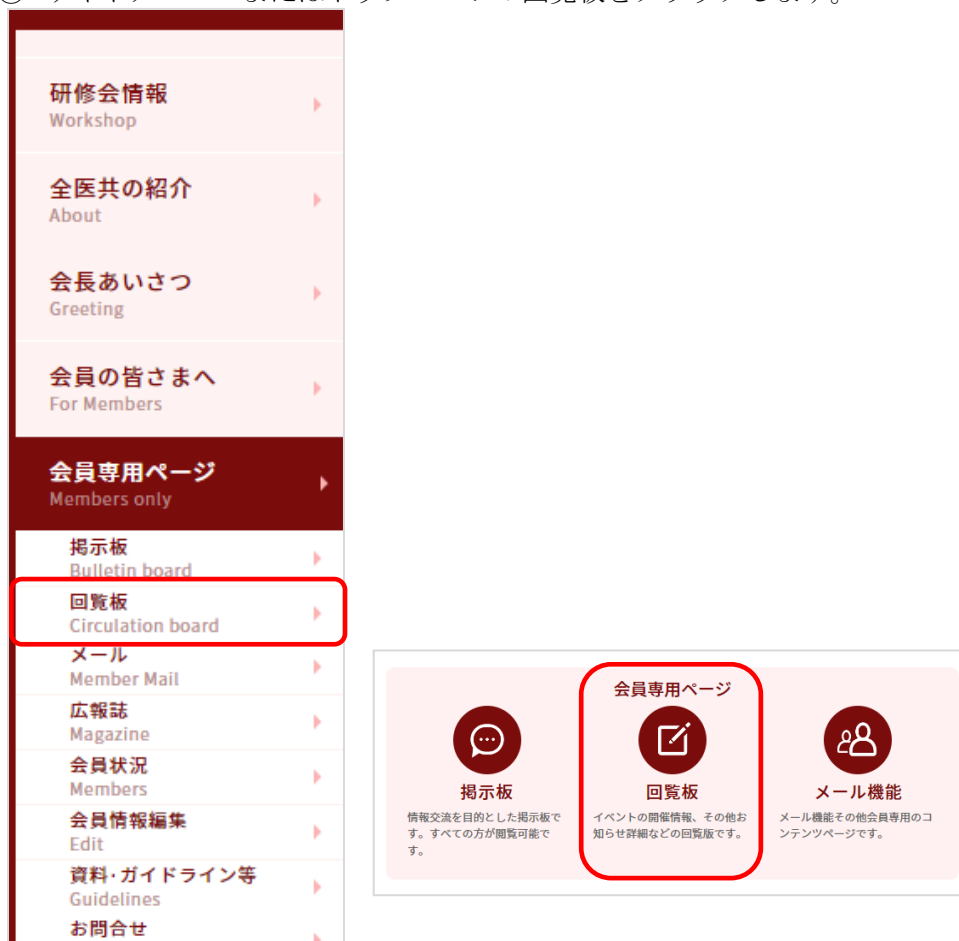 研修会情報
Workshop
全医共の紹介
About
会長あいさつ
Greeting
会員の皆さまへ
For Members
会員専用ページ
Members only
掲示板
Bulletin board
回覧板
Circulation board
メール
Member Mail
広報誌
Magazine
会員状況
Members
会員情報編集
Edit
資料・ガイドライン等
Guidelines
お問合せ
会員専用ページ
掲示板
情報交流を目的とした掲示板で
す。すべての方が閲覧可能で
す。
回覧板
イベントの開催情報、その他お
知らせ詳細などの回覧版です。
メール機能
メール機能その他会員専用のコ
ンテンツページです。